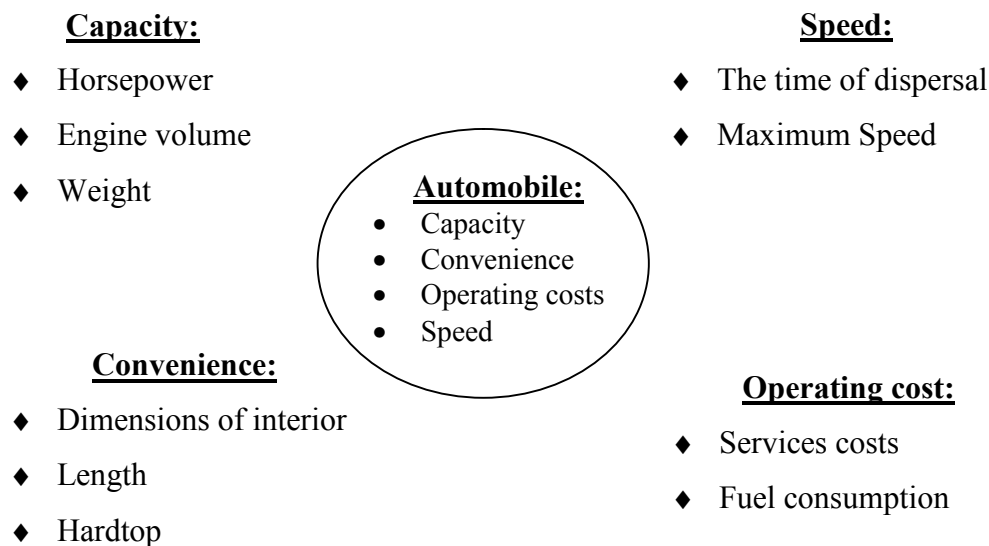 Capacity:
♦ Horsepower
♦ Engine volume
♦ Weight
Speed:
♦ The time of dispersal
♦ Maximum Speed
Automobile:
• Capacity
• Convenience
• Operating costs
• Speed
Convenience:
♦ Dimensions of interior
♦ Length
♦ Hardtop
Operating cost:
♦ Services costs
♦ Fuel consumption